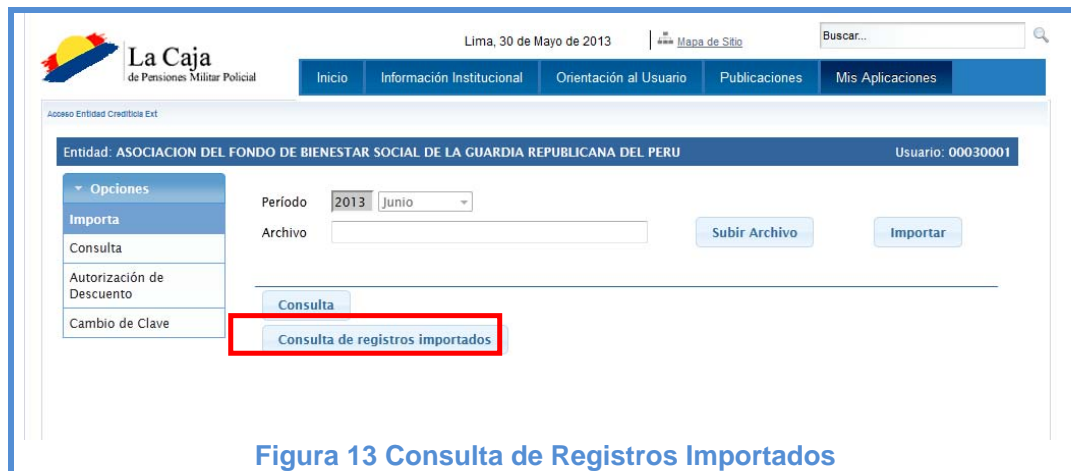 La Caja
de Pensiones Militar Policial
Lima, 30 de Mayo de 2013
Mapa de Sitio
Buscar...
Inicio
Información Institucional
Orientación al Usuario
Publicaciones
Mis Aplicaciones
Acceso Entidad Crediticia Ext
Entidad: ASOCIACION DEL FONDO DE BIENESTAR SOCIAL DE LA GUARDIA REPUBLICANA DEL PERU
Usuario: 00030001
Opciones
Importa
Consulta
Autorización de
Descuento
Cambio de Clave
Período 2013 Junio
Archivo
Subir Archivo
Importar
Consulta
Consulta de registros importados
Figura 13 Consulta de Registros Importados